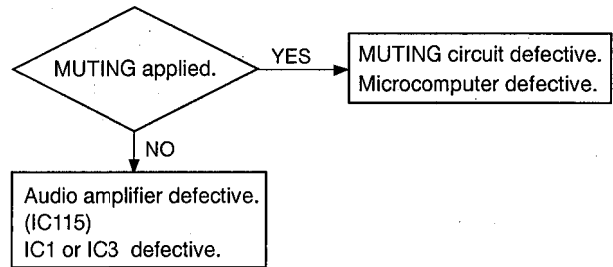 MUTING applied.
YES
MUTING circuit defective.
Microcomputer defective.
NO
Audio amplifier defective.
(IC115)
IC1 or IC3 defective.